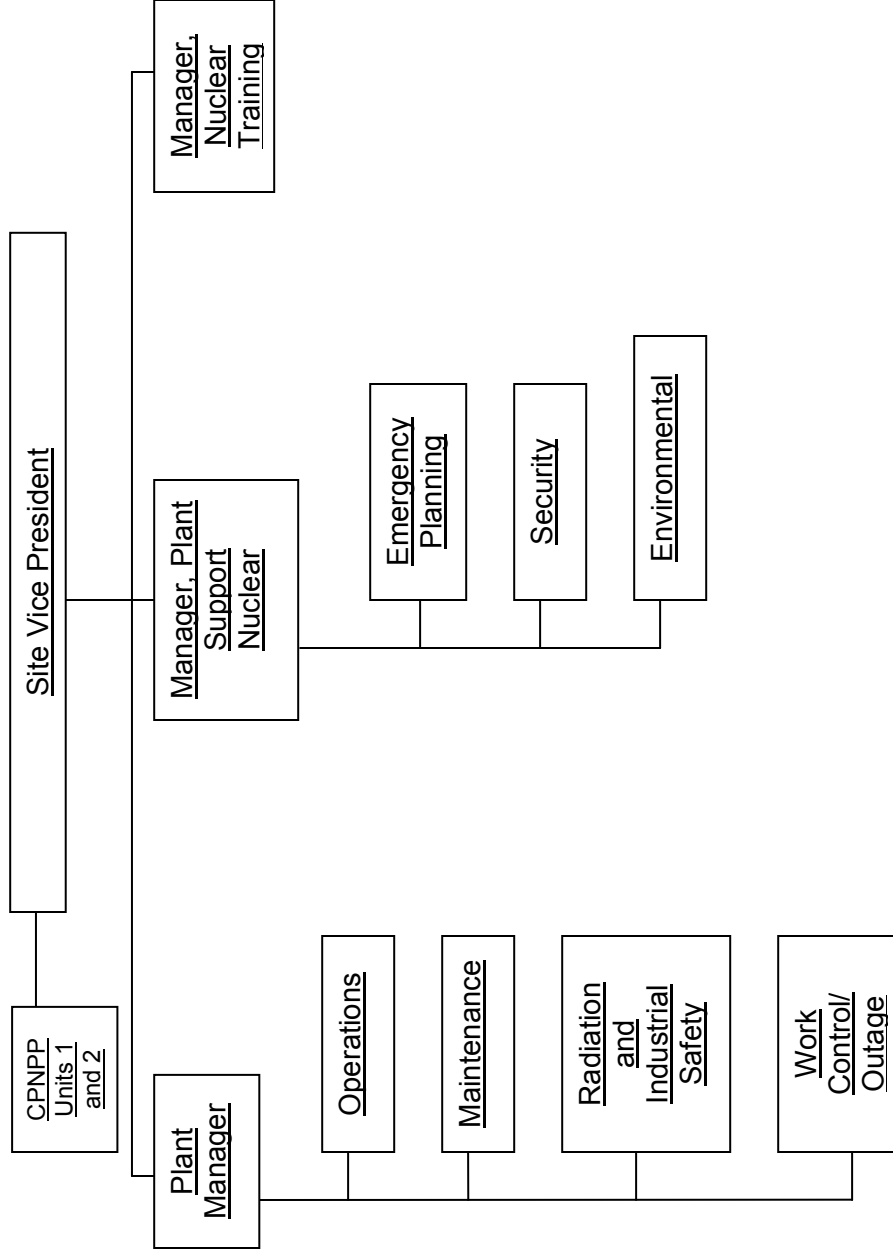 Site Vice President
CPNPP
Units 1
and 2
Plant
Manager
Operations
Maintenance
Radiation
and
Industrial
Safety
Work
Control/
Outage
Manager, Plant
Support
Nuclear
Emergency
Planning
Security
Environmental
Manager,
Nuclear
Training